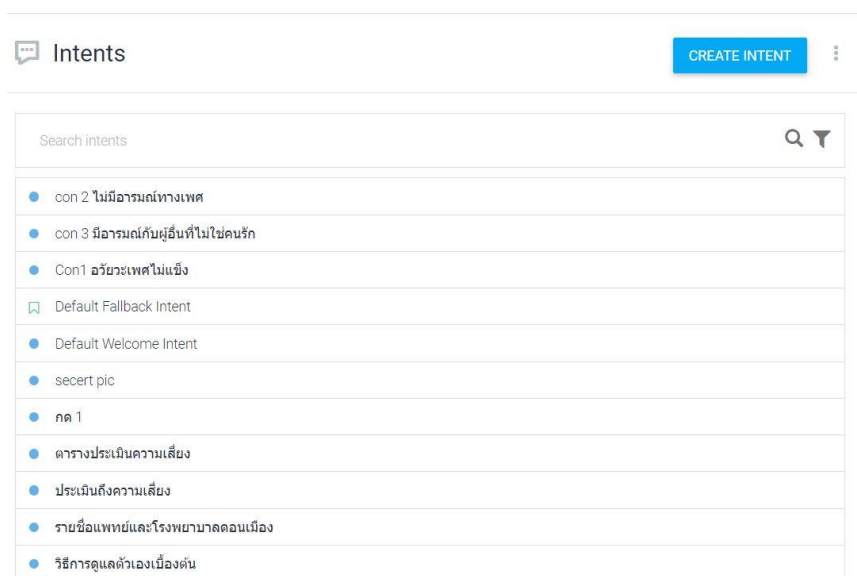 Intents
CREATE INTENT
Search intents
con 2 ไม่มีอารมณ์ทางเพศ
con 3 มีอารมณ์กับผู้อื่นที่ไม่ใช่คนรัก
Con1 อวัยวะเพศไม่แข็ง
Default Fallback Intent
Default Welcome Intent
secert pic
กด 1
ตารางประเมินความเสี่ยง
ประเมินถึงความเสี่ยง
รายชื่อแพทย์และโรงพยาบาลดอนเมือง
วิธีการดูแลตัวเองเบื้องต้น